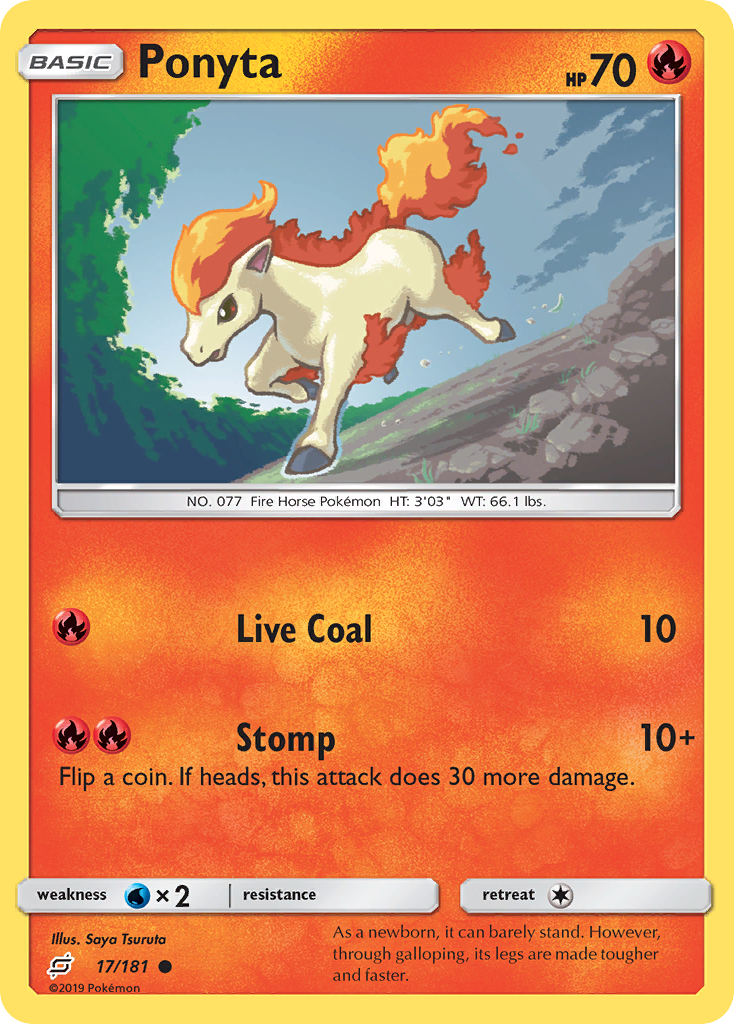 BASIC Ponyta HP70
NO. 077 Fire Horse Pokémon HT: 3'03" WT: 66.1 lbs.
Live Coal 10
Stomp 10+
Flip a coin. If heads, this attack does 30 more damage.
weakness ×2 resistance retreat
Illus. Saya Tsuruta
17/181
©2019 Pokémon
As a newborn, it can barely stand. However,
through galloping, its legs are made tougher
and faster.